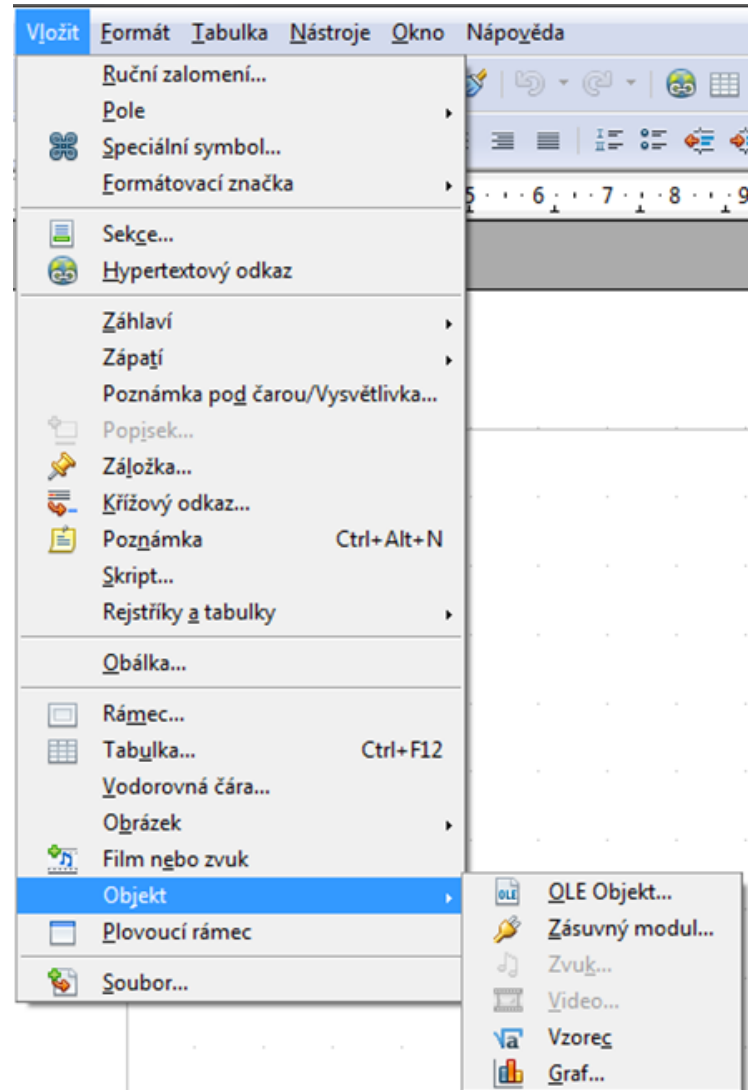 Vložit Formát Tabulka Nástroje Okno Nápověda
Ruční zalomení...
Pole
Speciální symbol...
Formátovací značka
5 6 7 8 9
Sekce...
Hypertextový odkaz
Záhlaví
Zápatí
Poznámka pod čarou/Vysvětlivka...
Popisek...
Záložka...
Křížový odkaz...
Poznámka Ctrl+Alt+N
Skript...
Rejstříky a tabulky
Obálka...
Rámec...
Tabulka... Ctrl+F12
Vodorovná čára...
Obrázek
Film nebo zvuk
Objekt
OLE Objekt...
Plovoucí rámec
Zásuvný modul...
Zvuk...
Soubor...
Video...
Vzorec
Graf...